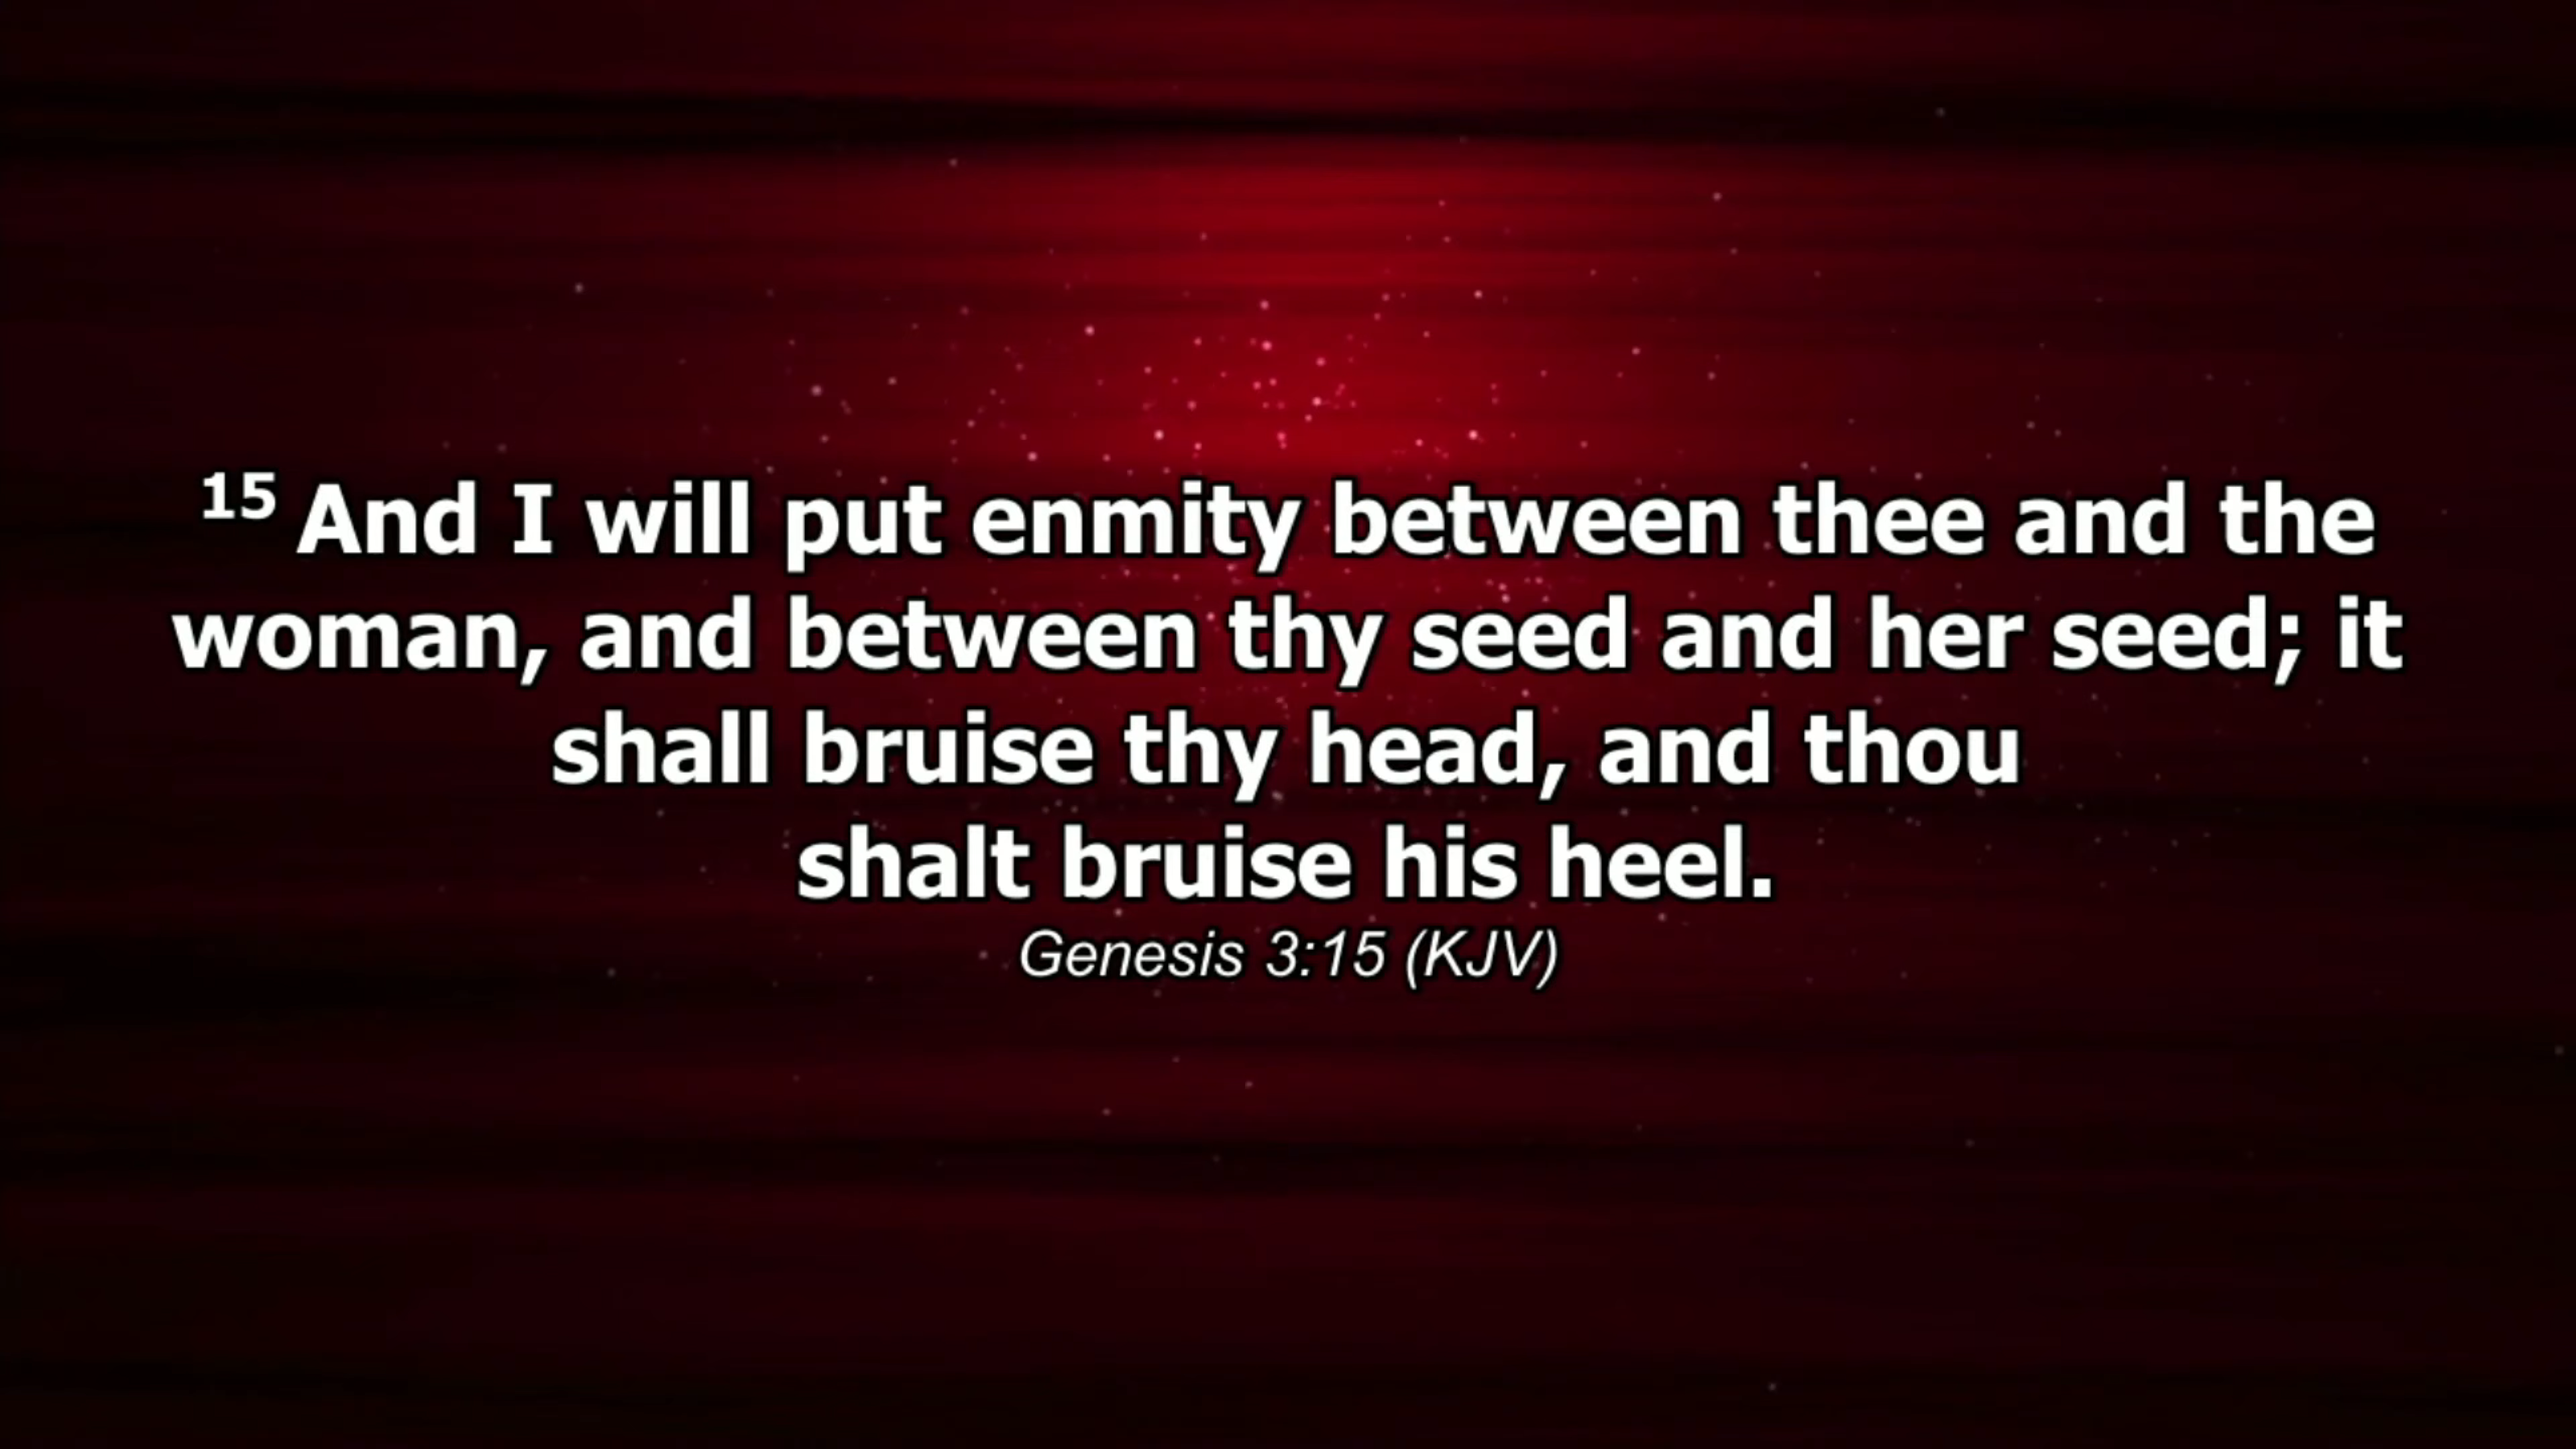 15 And I will put enmity between thee and the
woman, and between thy seed and her seed; it
shall bruise thy head, and thou
shalt bruise his heel.
Genesis 3:15 (KJV)